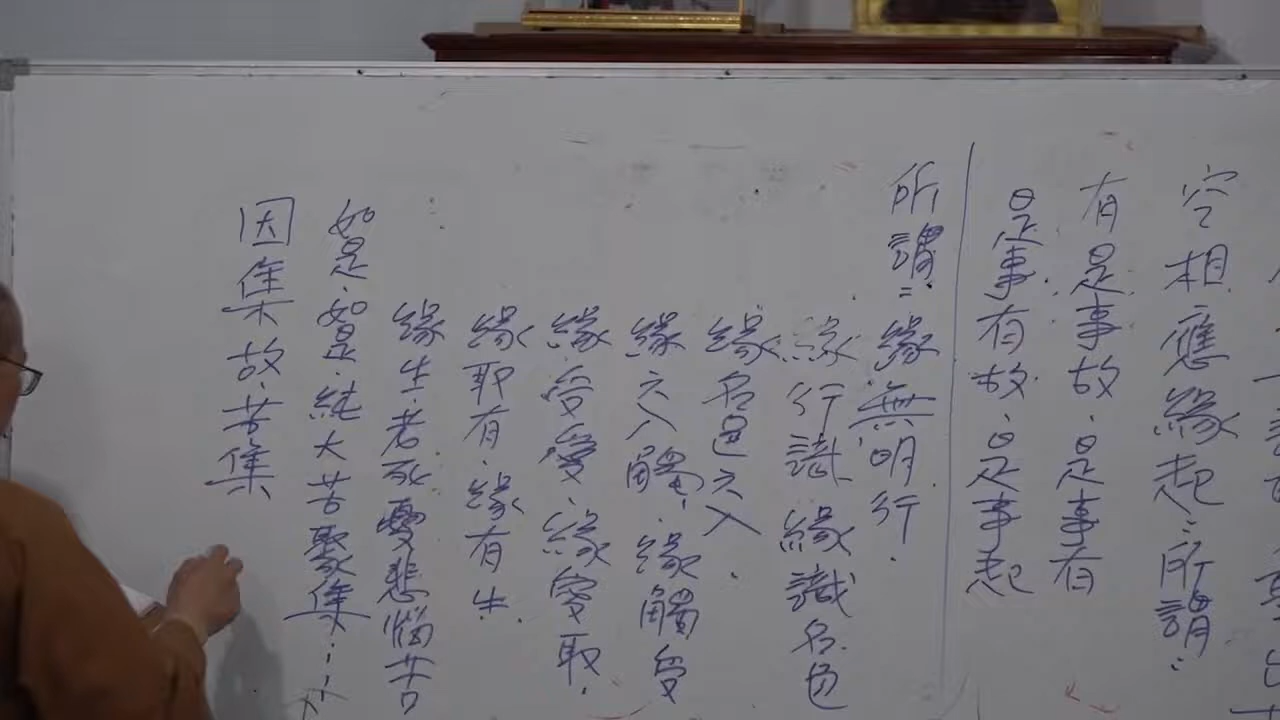 空相應緣起:所謂:
有是事故.是事有
是事有故.是事起
所謂:緣無明行.
緣行識.緣識名色
緣名色六入.
緣六入觸.緣觸受
緣受愛.緣愛取.
緣取有.緣有生.
緣生老死憂悲惱苦
如是.如是.純大苦聚集……
因集故.苦集